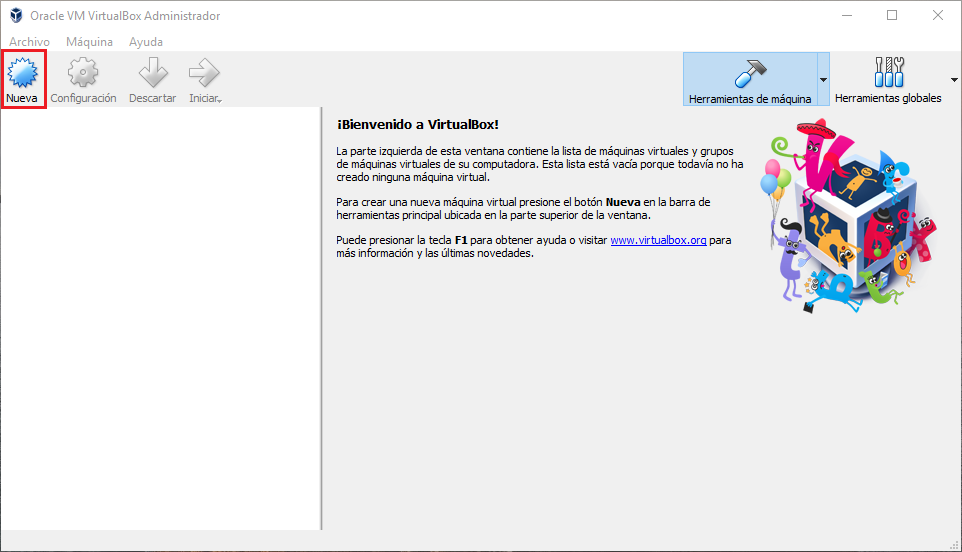 Oracle VM VirtualBox Administrador
Archivo Máquina Ayuda
Nueva Configuración Descartar Iniciar Herramientas de máquina Herramientas globales
¡Bienvenido a VirtualBox!
La parte izquierda de esta ventana contiene la lista de máquinas virtuales y grupos
de máquinas virtuales de su computadora. Esta lista está vacía porque todavía no ha
creado ninguna máquina virtual.
Para crear una nueva máquina virtual presione el botón Nueva en la barra de
herramientas principal ubicada en la parte superior de la ventana.
Puede presionar la tecla F1 para obtener ayuda o visitar www.virtualbox.org para
más información y las últimas novedades.